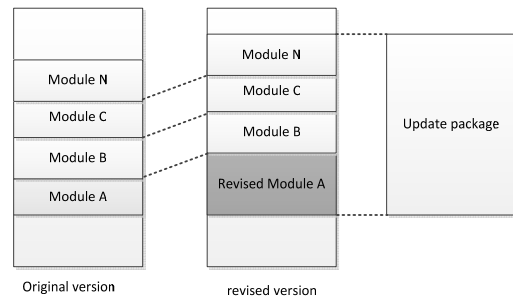 Module N
Module C
Module B
Module A
Original version
Module N
Module C
Module B
Revised Module A
revised version
Update package